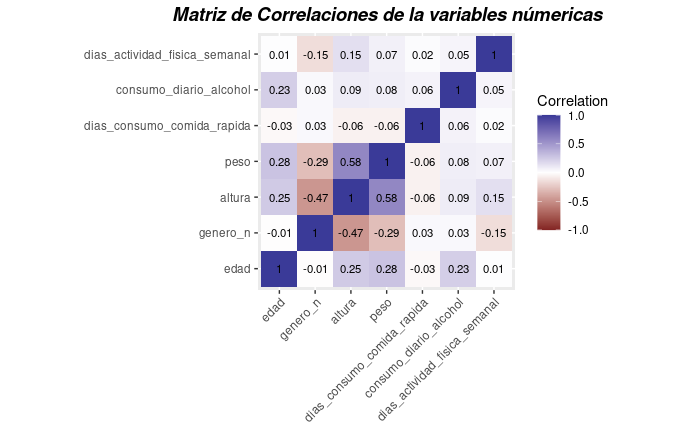 Matriz de Correlaciones de la variables númericas
dias_actividad_fisica_semanal 0.01 -0.15 0.15 0.07 0.02 0.05 1
consumo_diario_alcohol 0.23 0.03 0.09 0.08 0.06 1 0.05
dias_consumo_comida_rapida -0.03 0.03 -0.06 -0.06 1 0.06 0.02
peso 0.28 -0.29 0.58 1 -0.06 0.08 0.07
altura 0.25 -0.47 1 0.58 -0.06 0.09 0.15
genero_n -0.01 1 -0.47 -0.29 0.03 0.03 -0.15
edad 1 -0.01 0.25 0.28 -0.03 0.23 0.01
edad
genero_n
altura
peso
dias_consumo_comida_rapida
consumo_diario_alcohol
dias_actividad_fisica_semanal
Correlation
1.0
0.5
0.0
-0.5
-1.0